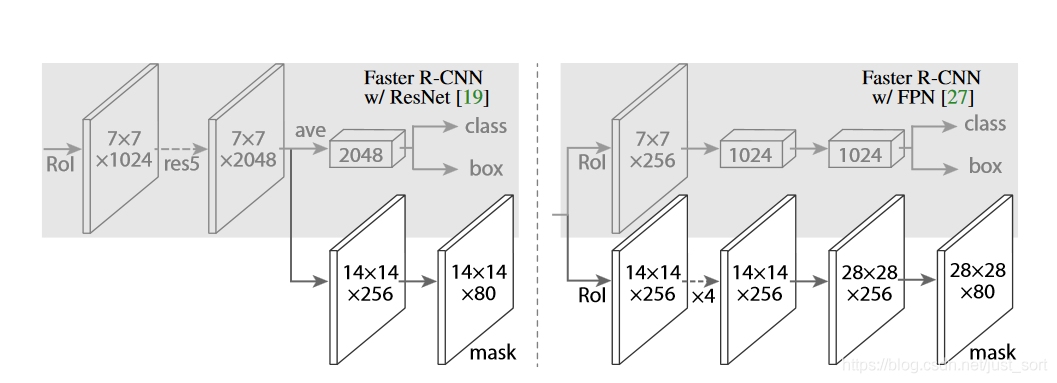 Faster R-CNN
w/ ResNet [19]
RoI
7×7
×1024
res5
7×7
×2048
ave
2048
class
box
14×14
×256
14×14
×80
mask
Faster R-CNN
w/ FPN [27]
RoI
7×7
×256
1024
1024
class
box
RoI
14×14
×256
×4
14×14
×256
28×28
×256
28×28
×80
mask
https://blog.csdn.net/just_sort